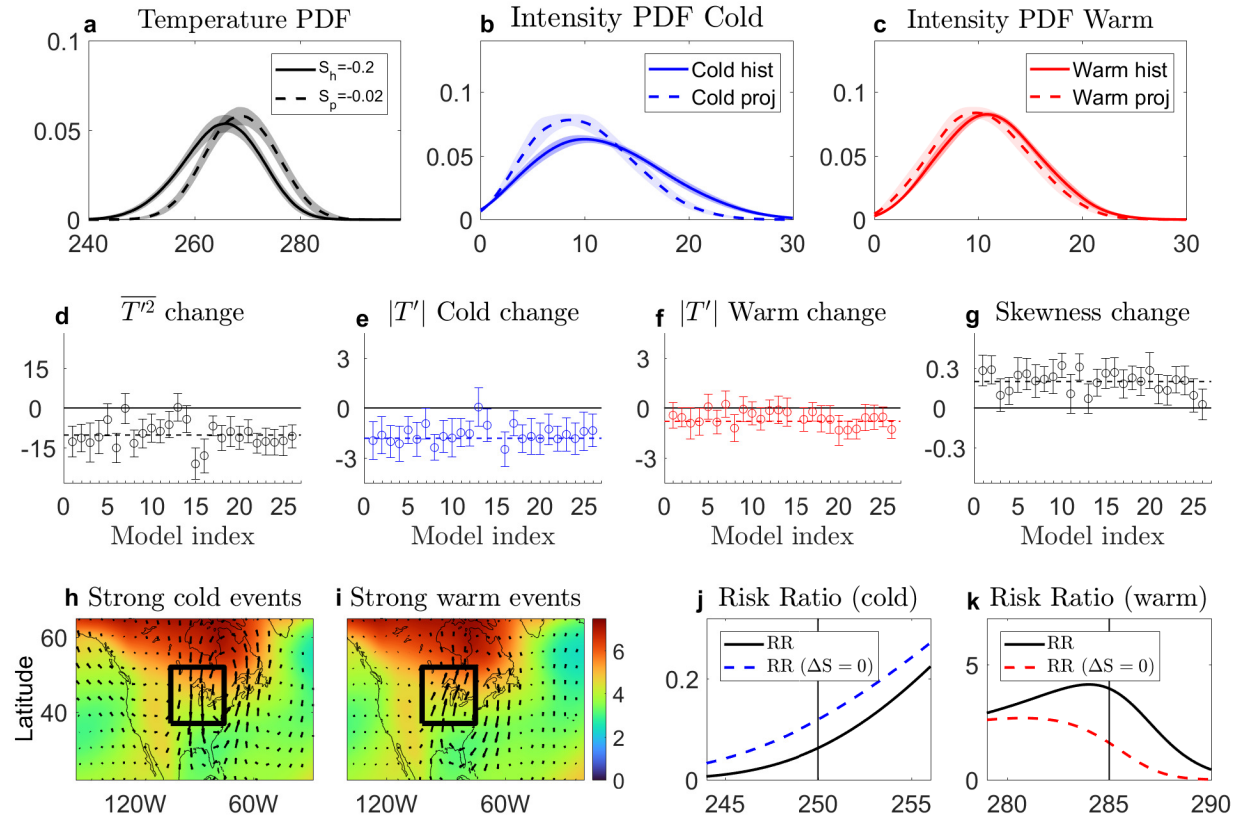 a Temperature PDF
0.1
0.05
0
240 260 280
S_h=-0.2
S_p=-0.02
b Intensity PDF Cold
0.1
0.05
0
0 10 20 30
Cold hist
Cold proj
c Intensity PDF Warm
0.1
0.05
0
0 10 20 30
Warm hist
Warm proj
d \overline{T'^2} change
15
0
-15
0 5 10 15 20 25
Model index
e |T′| Cold change
3
0
-3
0 5 10 15 20 25
Model index
f |T′| Warm change
3
0
-3
0 5 10 15 20 25
Model index
g Skewness change
0.3
0
-0.3
0 5 10 15 20 25
Model index
h Strong cold events
Latitude
60
40
120W 60W
i Strong warm events
120W 60W
6
4
2
0
j Risk Ratio (cold)
RR
RR (ΔS = 0)
0.2
0
245 250 255
k Risk Ratio (warm)
RR
RR (ΔS = 0)
7
5
0
280 285 290